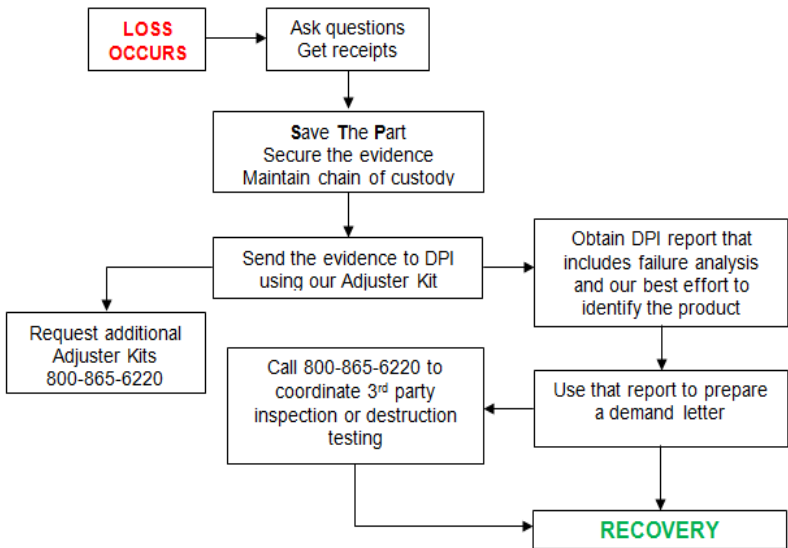 LOSS
OCCURS
Ask questions
Get receipts
Save The Part
Secure the evidence
Maintain chain of custody
Send the evidence to DPI
using our Adjuster Kit
Obtain DPI report that
includes failure analysis
and our best effort to
identify the product
Request additional
Adjuster Kits
800-865-6220
Call 800-865-6220 to
coordinate 3rd party
inspection or destruction
testing
Use that report to prepare
a demand letter
RECOVERY